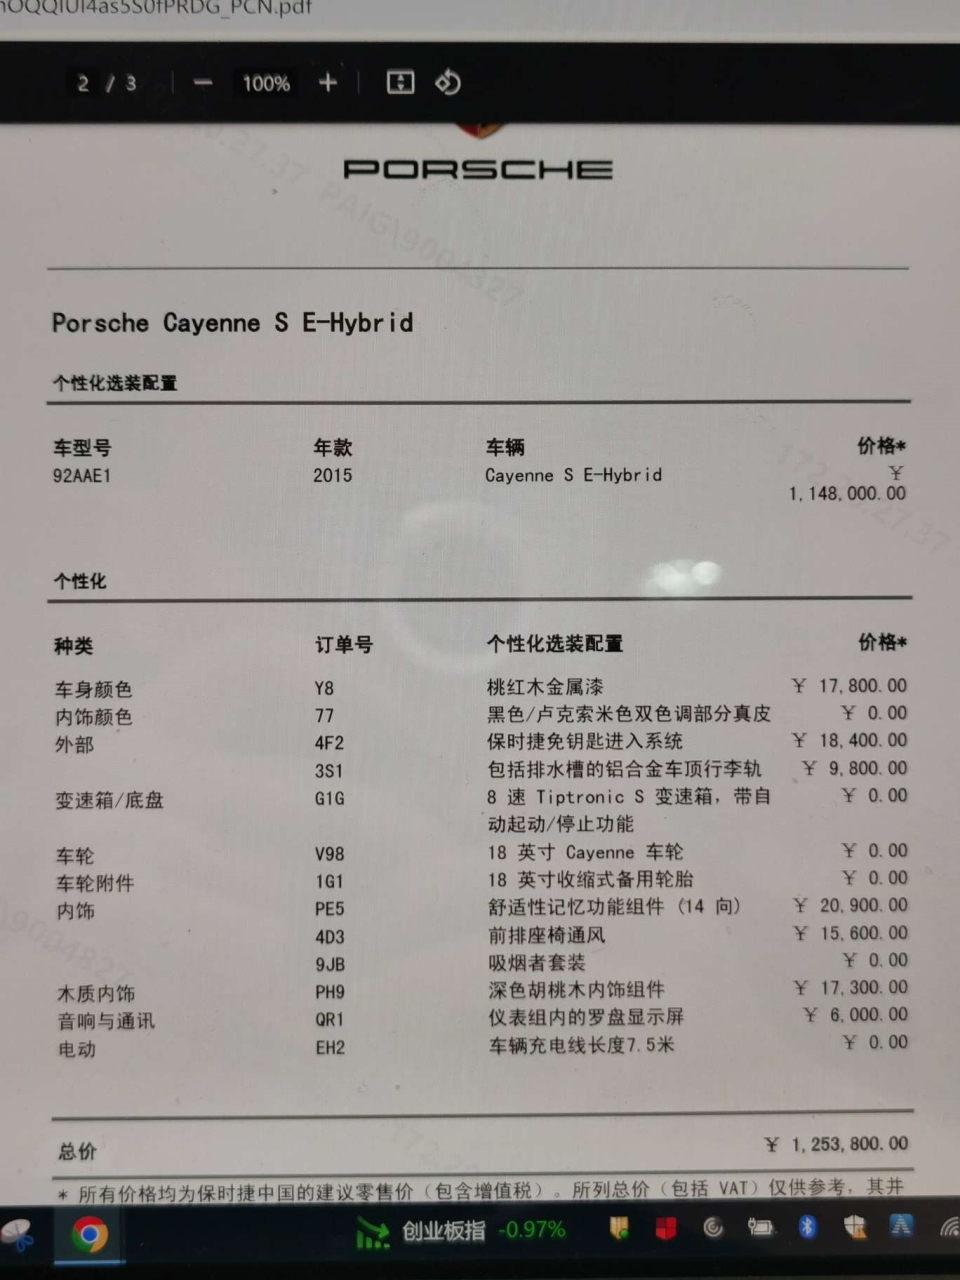 2 / 3 − 100% +
PORSCHE
PAIG\9004827
Porsche Cayenne S E-Hybrid
个性化选装配置
车型号 年款 车辆 价格*
92AAE1 2015 Cayenne S E-Hybrid ￥
1,148,000.00
个性化
种类 订单号 个性化选装配置 价格*
车身颜色 Y8 桃红木金属漆 ￥ 17,800.00
内饰颜色 77 黑色/卢克索米色双色调部分真皮 ￥ 0.00
外部 4F2 保时捷免钥匙进入系统 ￥ 18,400.00
3S1 包括排水槽的铝合金车顶行李轨 ￥ 9,800.00
变速箱/底盘 G1G 8 速 Tiptronic S 变速箱，带自 ￥ 0.00
动起动/停止功能
车轮 V98 18 英寸 Cayenne 车轮 ￥ 0.00
车轮附件 1G1 18 英寸收缩式备用轮胎 ￥ 0.00
内饰 PE5 舒适性记忆功能组件 (14 向) ￥ 20,900.00
4D3 前排座椅通风 ￥ 15,600.00
9JB 吸烟者套装 ￥ 0.00
木质内饰 PH9 深色胡桃木内饰组件 ￥ 17,300.00
音响与通讯 QR1 仪表组内的罗盘显示屏 ￥ 6,000.00
电动 EH2 车辆充电线长度7.5米 ￥ 0.00
总价 ￥ 1,253,800.00
* 所有价格均为保时捷中国的建议零售价（包含增值税）。所列总价（包括 VAT）仅供参考，其并
创业板指 -0.97%